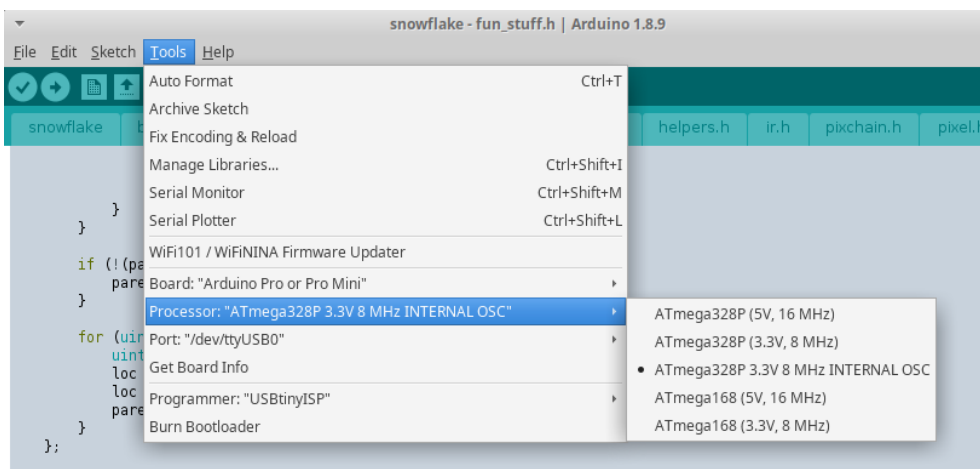 snowflake - fun_stuff.h | Arduino 1.8.9
File Edit Sketch Tools Help
Auto Format Ctrl+T
Archive Sketch
snowflake helpers.h ir.h pixchain.h
Fix Encoding & Reload
Manage Libraries... Ctrl+Shift+I
Serial Monitor Ctrl+Shift+M
}
Serial Plotter Ctrl+Shift+L
}
WiFi101 / WiFiNINA Firmware Updater
if (!(pa
Board: "Arduino Pro or Pro Mini"
pare
}
Processor: "ATmega328P 3.3V 8 MHz INTERNAL OSC"
ATmega328P (5V, 16 MHz)
for (uin
Port: "/dev/ttyUSB0"
ATmega328P (3.3V, 8 MHz)
uint
Get Board Info
loc
• ATmega328P 3.3V 8 MHz INTERNAL OSC
loc
Programmer: "USBtinyISP"
ATmega168 (5V, 16 MHz)
pare
}
Burn Bootloader
ATmega168 (3.3V, 8 MHz)
};